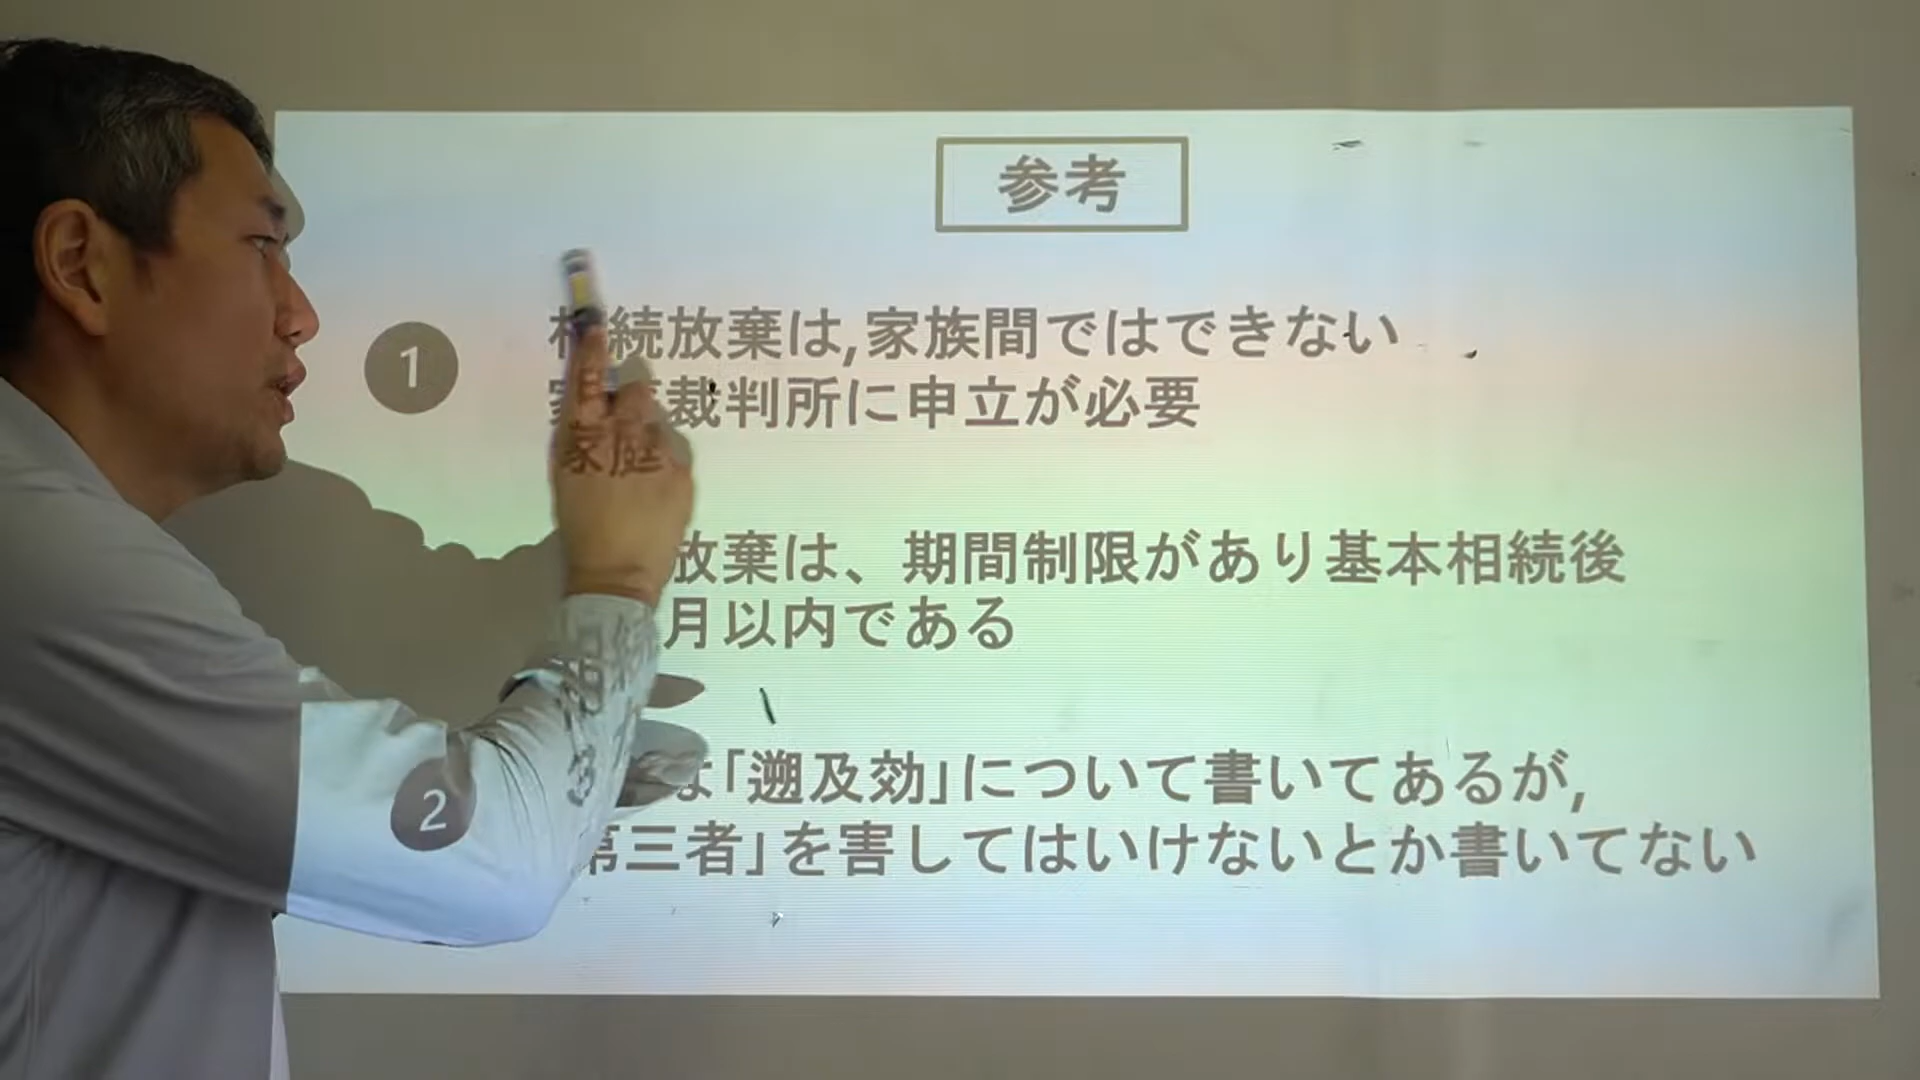 参考
1
相続放棄は,家族間ではできない
家庭裁判所に申立が必要
放棄は、期間制限があり基本相続後
月以内である
2
は「遡及効」について書いてあるが,
第三者」を害してはいけないとか書いてない